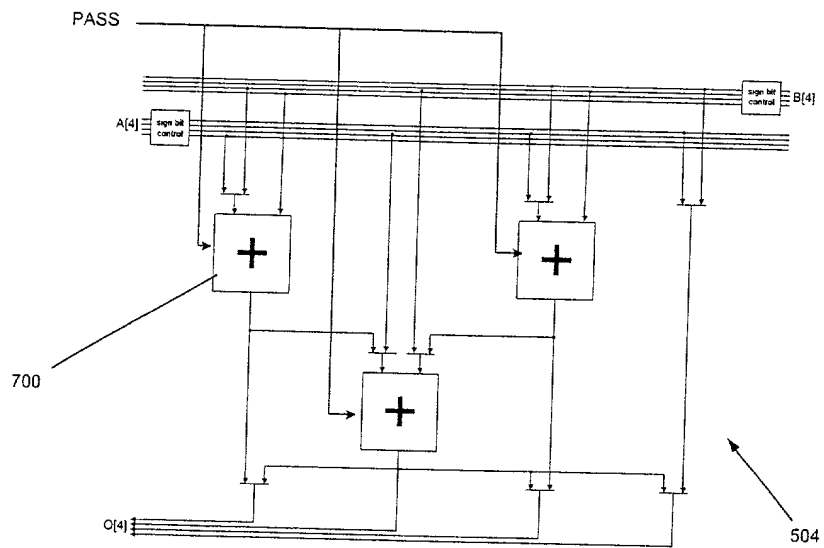 PASS
sign bit
control
B[4]
A[4]
sign bit
control
+
+
700
+
O[4]
504